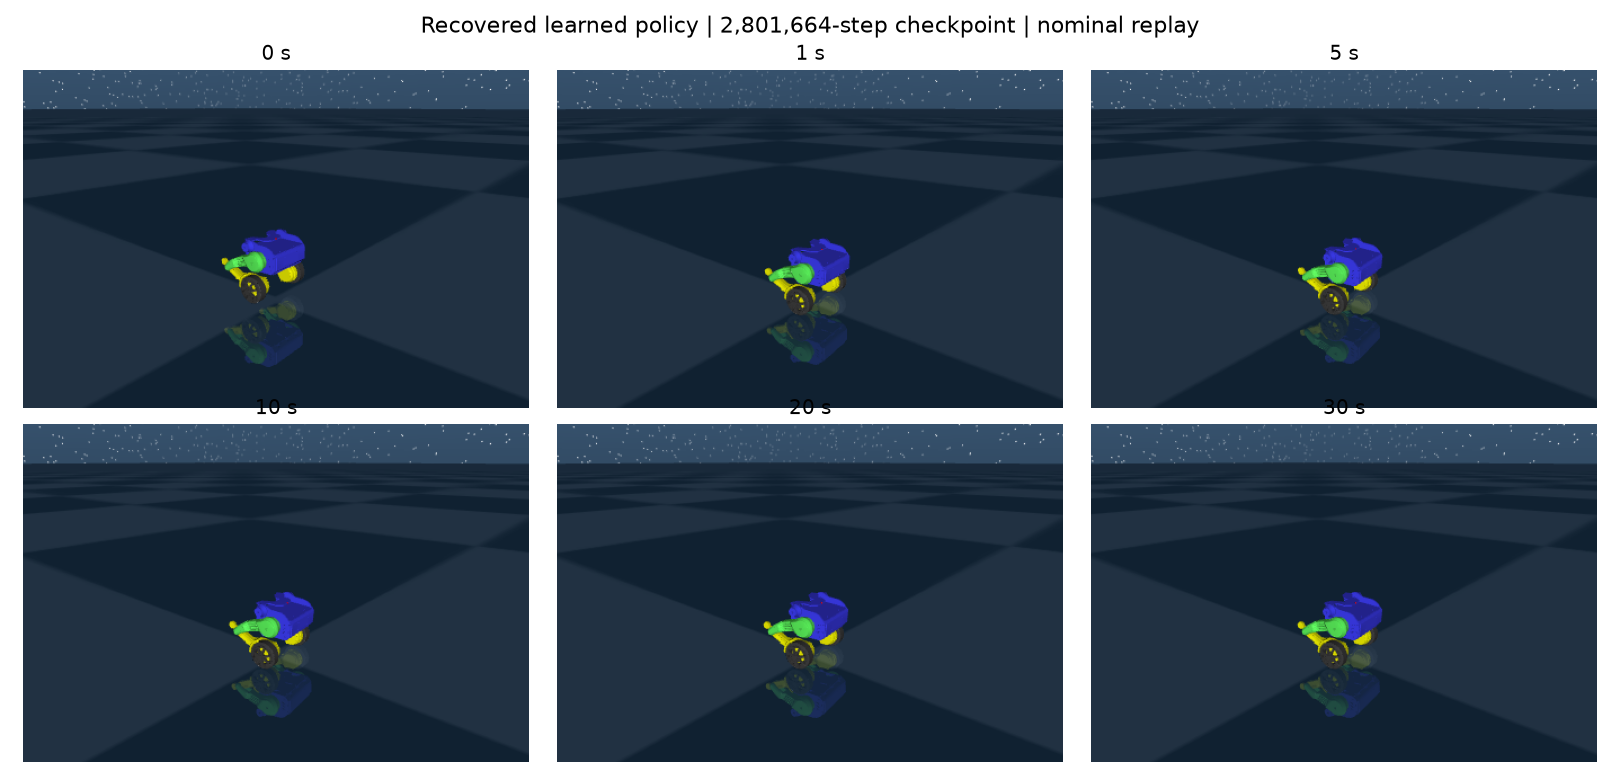 Recovered learned policy | 2,801,664-step checkpoint | nominal replay
0 s
1 s
5 s
10 s
20 s
30 s